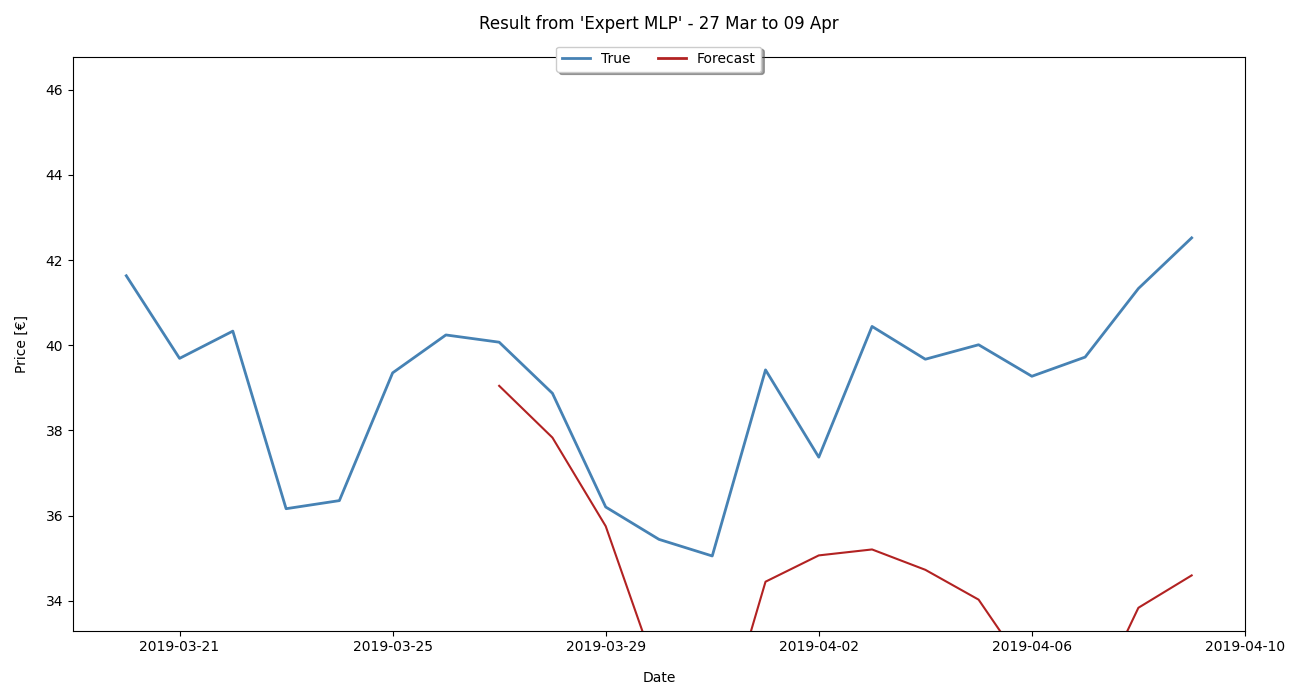 Result from 'Expert MLP' - 27 Mar to 09 Apr
True Forecast
46
44
42
40
38
36
34
Price [€]
2019-03-21 2019-03-25 2019-03-29 2019-04-02 2019-04-06 2019-04-10
Date